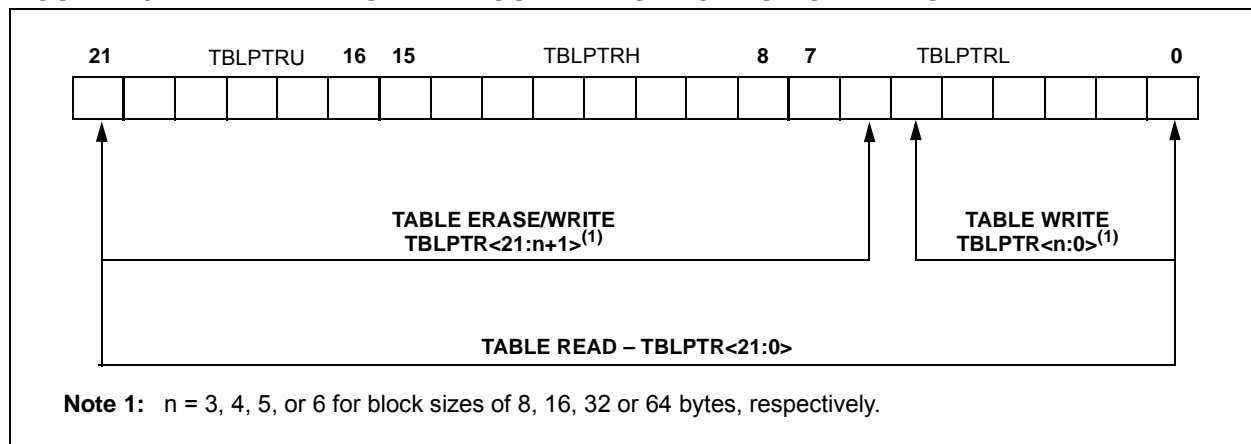 21 TBLPTRU 16 15 TBLPTRH 8 7 TBLPTRL 0
TABLE ERASE/WRITE
TBLPTR<21:n+1>(1)
TABLE WRITE
TBLPTR<n:0>(1)
TABLE READ – TBLPTR<21:0>
Note 1: n = 3, 4, 5, or 6 for block sizes of 8, 16, 32 or 64 bytes, respectively.